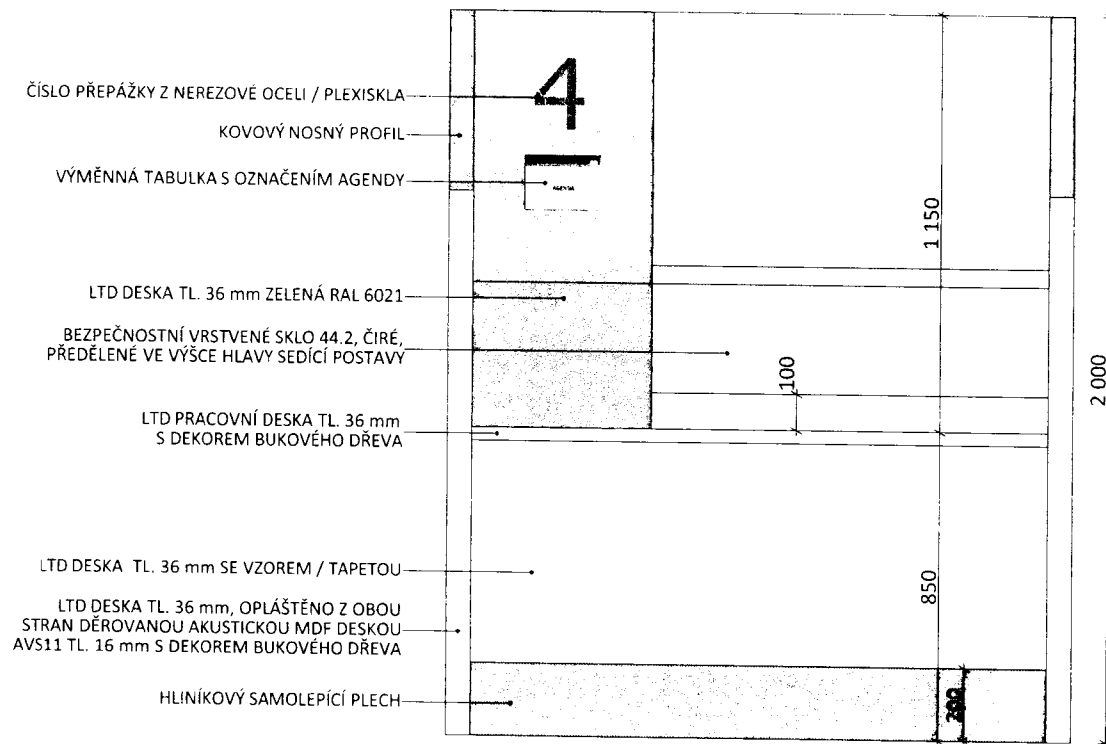 4
ČÍSLO PŘEPÁŽKY Z NEREZOVÉ OCELI / PLEXISKLA
KOVOVÝ NOSNÝ PROFIL
VÝMĚNNÁ TABULKA S OZNAČENÍM AGENDY
AGENDA
1 150
LTD DESKA TL. 36 mm ZELENÁ RAL 6021
BEZPEČNOSTNÍ VRSTVENÉ SKLO 44.2, ČIRÉ,
PŘEDĚLENÉ VE VÝŠCE HLAVY SEDÍCÍ POSTAVY
100
2 000
LTD PRACOVNÍ DESKA TL. 36 mm
S DEKOREM BUKOVÉHO DŘEVA
LTD DESKA TL. 36 mm SE VZOREM / TAPETOU
850
LTD DESKA TL. 36 mm, OPLÁŠTĚNO Z OBOU
STRAN DĚROVANOU AKUSTICKOU MDF DESKOU
AVS11 TL. 16 mm S DEKOREM BUKOVÉHO DŘEVA
HLINÍKOVÝ SAMOLEPÍCÍ PLECH
200